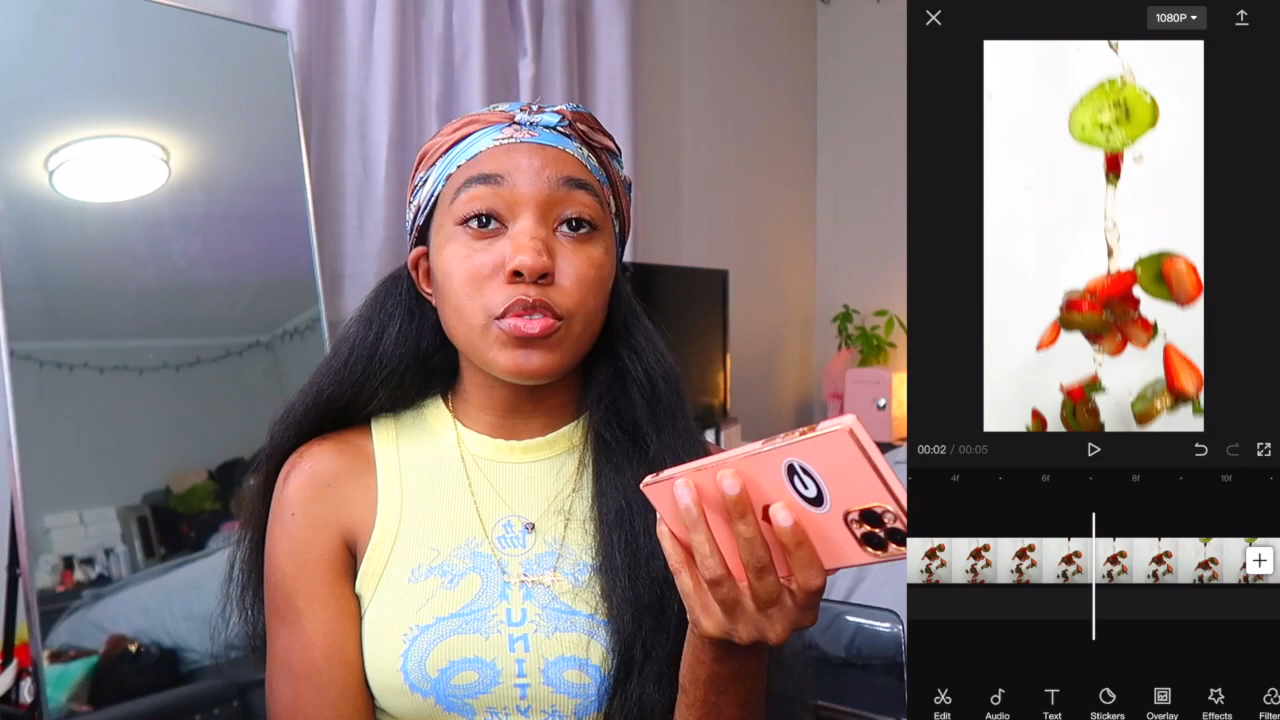 UNITY
G
1080P
00:02 / 00:05
4f 6f 8f 10f
Edit Audio Text Stickers Overlay Effects